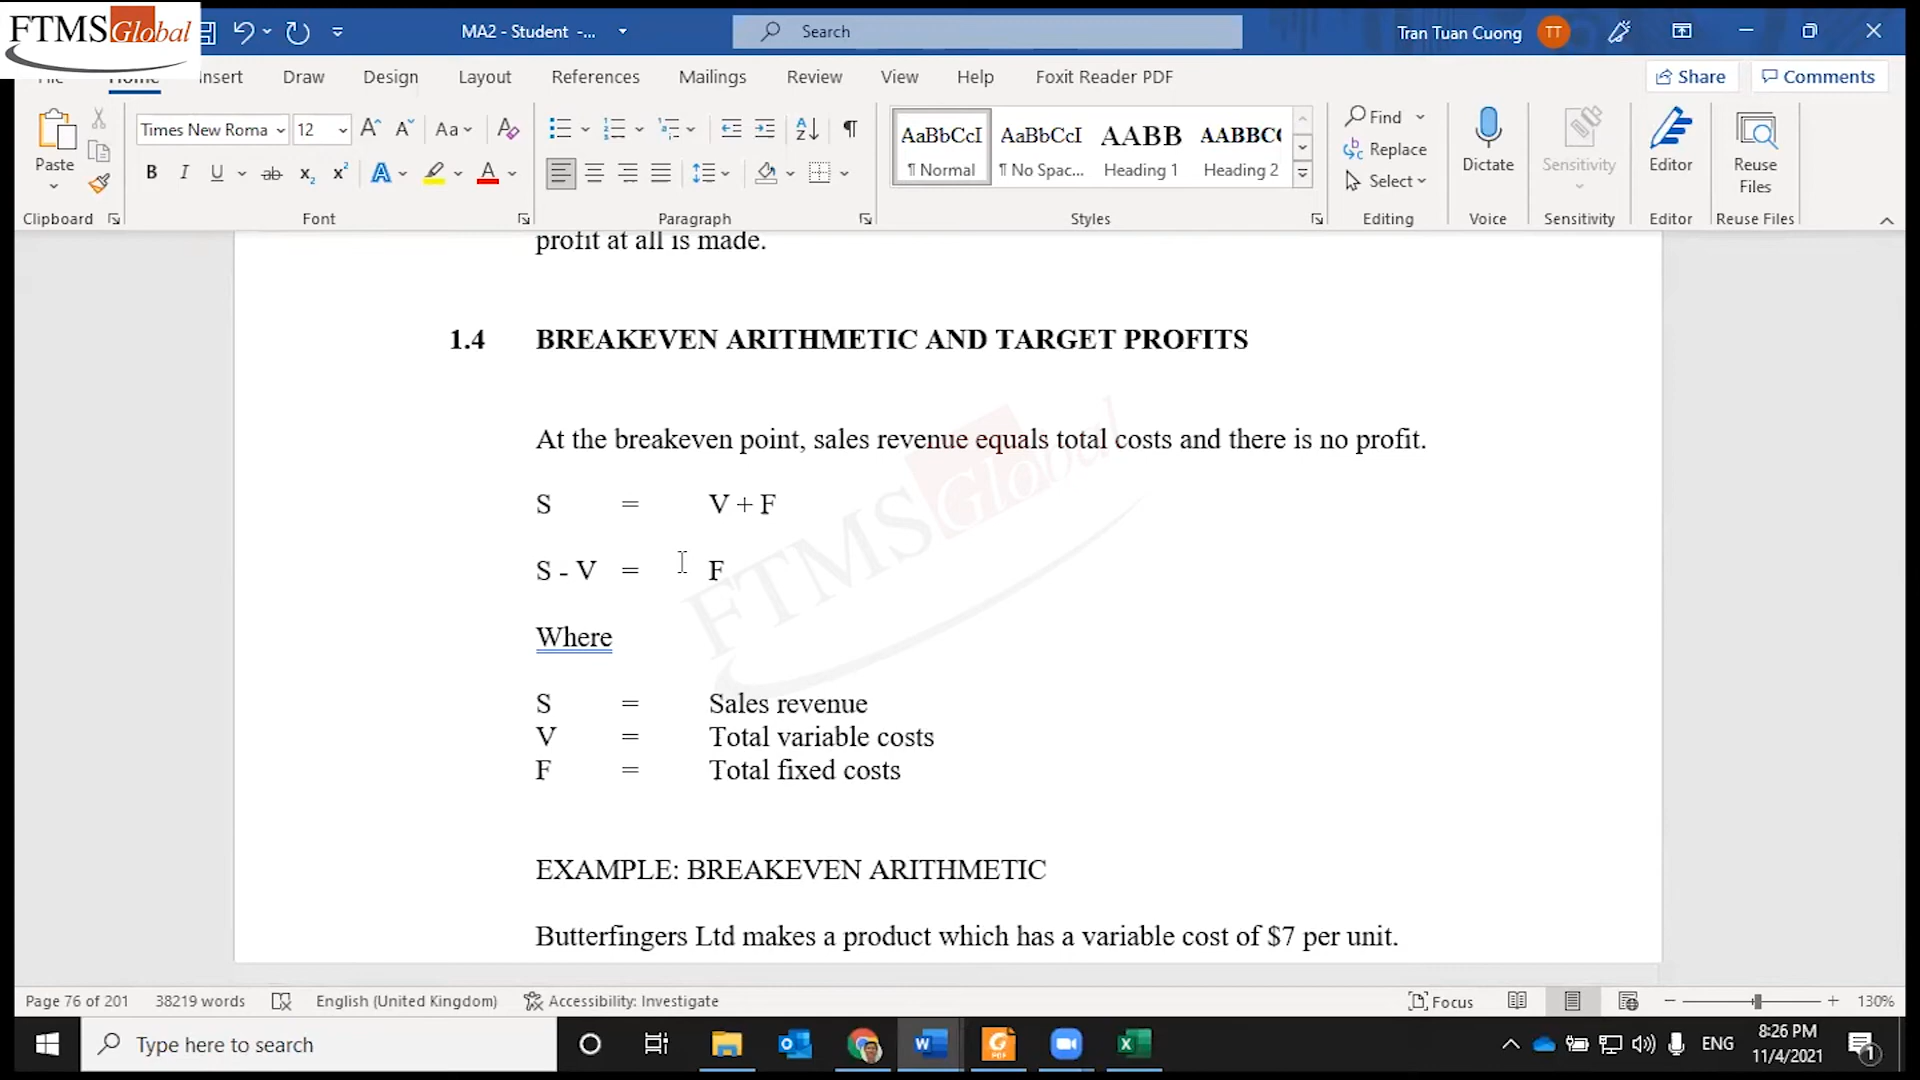 FTMSGlobal
MA2 - Student -...
Search
Tran Tuan Cuong
TT
Home
Insert
Draw
Design
Layout
References
Mailings
Review
View
Help
Foxit Reader PDF
Share
Comments
Paste
Clipboard
Times New Roma
12
Aa
Font
Paragraph
AaBbCcI
¶ Normal
AaBbCcI
¶ No Spac...
AABB
Heading 1
AABBC
Heading 2
Styles
Find
Replace
Select
Editing
Dictate
Voice
Sensitivity
Sensitivity
Editor
Editor
Reuse
Files
Reuse Files
profit at all is made.
1.4 BREAKEVEN ARITHMETIC AND TARGET PROFITS
At the breakeven point, sales revenue equals total costs and there is no profit.
S = V + F
S - V = F
Where
S = Sales revenue
V = Total variable costs
F = Total fixed costs
EXAMPLE: BREAKEVEN ARITHMETIC
Butterfingers Ltd makes a product which has a variable cost of $7 per unit.
FTMSGlobal
Page 76 of 201
38219 words
English (United Kingdom)
Accessibility: Investigate
Focus
130%
Type here to search
ENG
8:26 PM
11/4/2021
1